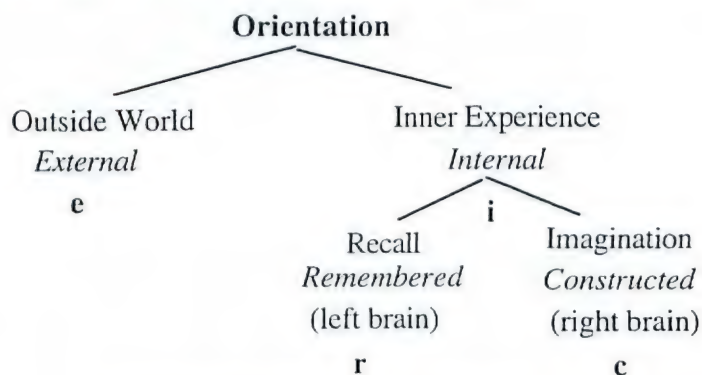 Orientation
Outside World
External
e
Inner Experience
Internal
i
Recall
Remembered
(left brain)
r
Imagination
Constructed
(right brain)
c